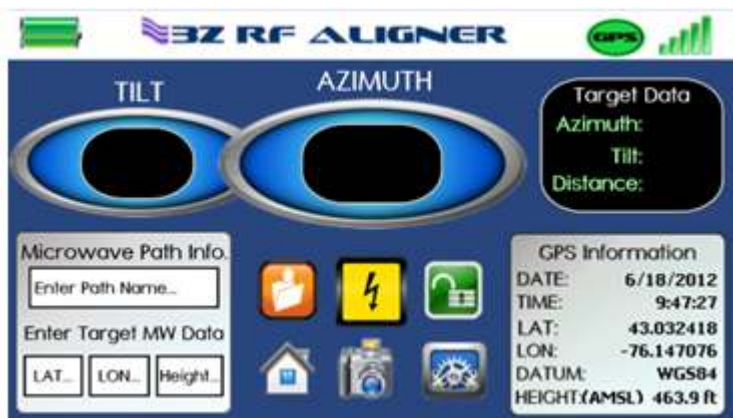 3Z RF ALIGNER
GPS
TILT
AZIMUTH
Target Data
Azimuth:
Tilt:
Distance:
Microwave Path Info.
Enter Path Name...
Enter Target MW Data
LAT... LON... Height...
GPS Information
DATE: 6/18/2012
TIME: 9:47:27
LAT: 43.032418
LON: -76.147076
DATUM: WGS84
HEIGHT:(AMSL) 463.9 ft